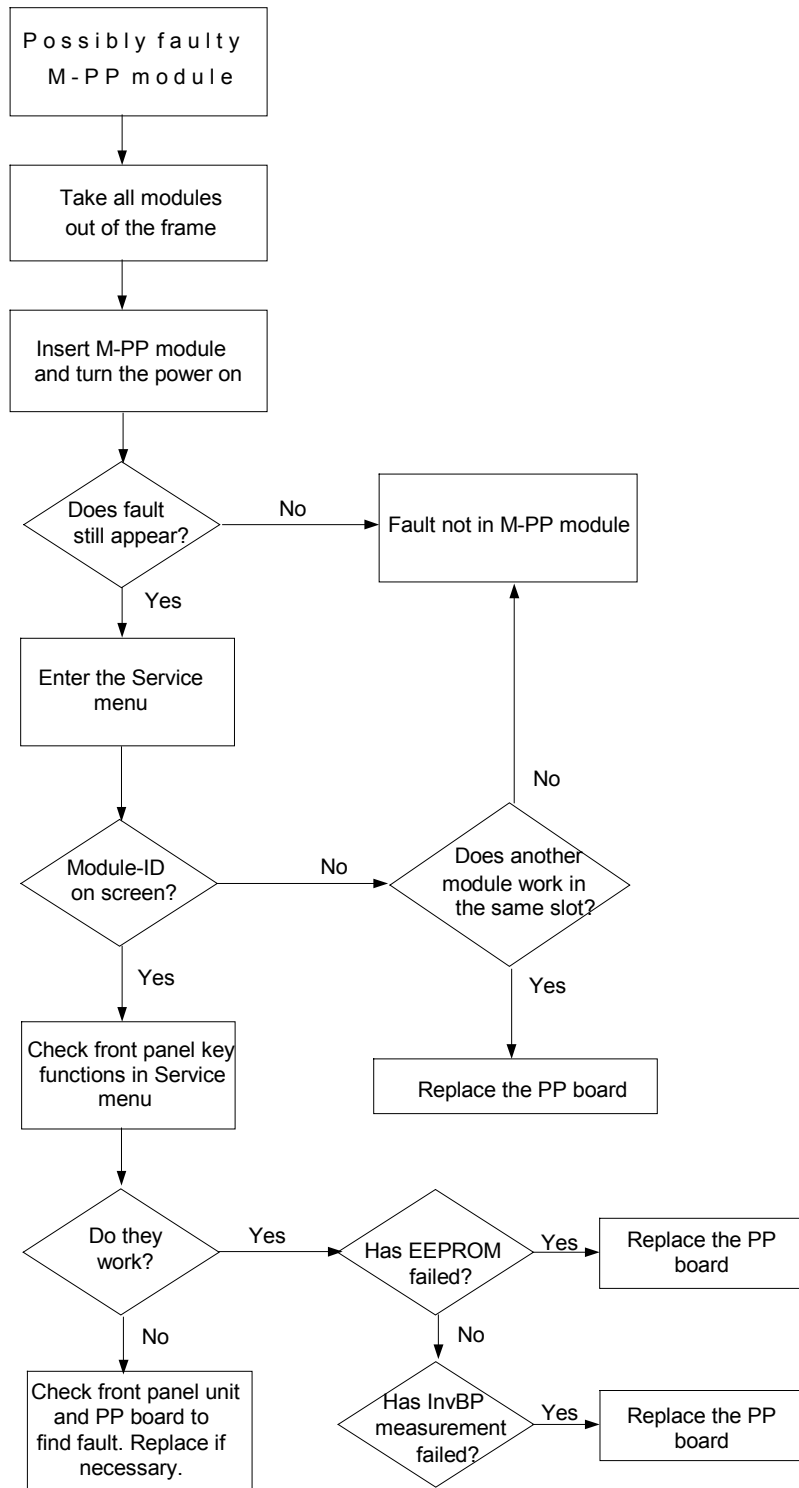 Possibly faulty
M-PP module
Take all modules
out of the frame
Insert M-PP module
and turn the power on
Does fault
still appear?
No
Fault not in M-PP module
Yes
Enter the Service
menu
No
Module-ID
on screen?
No
Does another
module work in
the same slot?
Yes
Yes
Check front panel key
functions in Service
menu
Replace the PP board
Do they
work?
Yes
Has EEPROM
failed?
Yes
Replace the PP
board
No
No
Check front panel unit
and PP board to
find fault. Replace if
necessary.
Has InvBP
measurement
failed?
Yes
Replace the PP
board